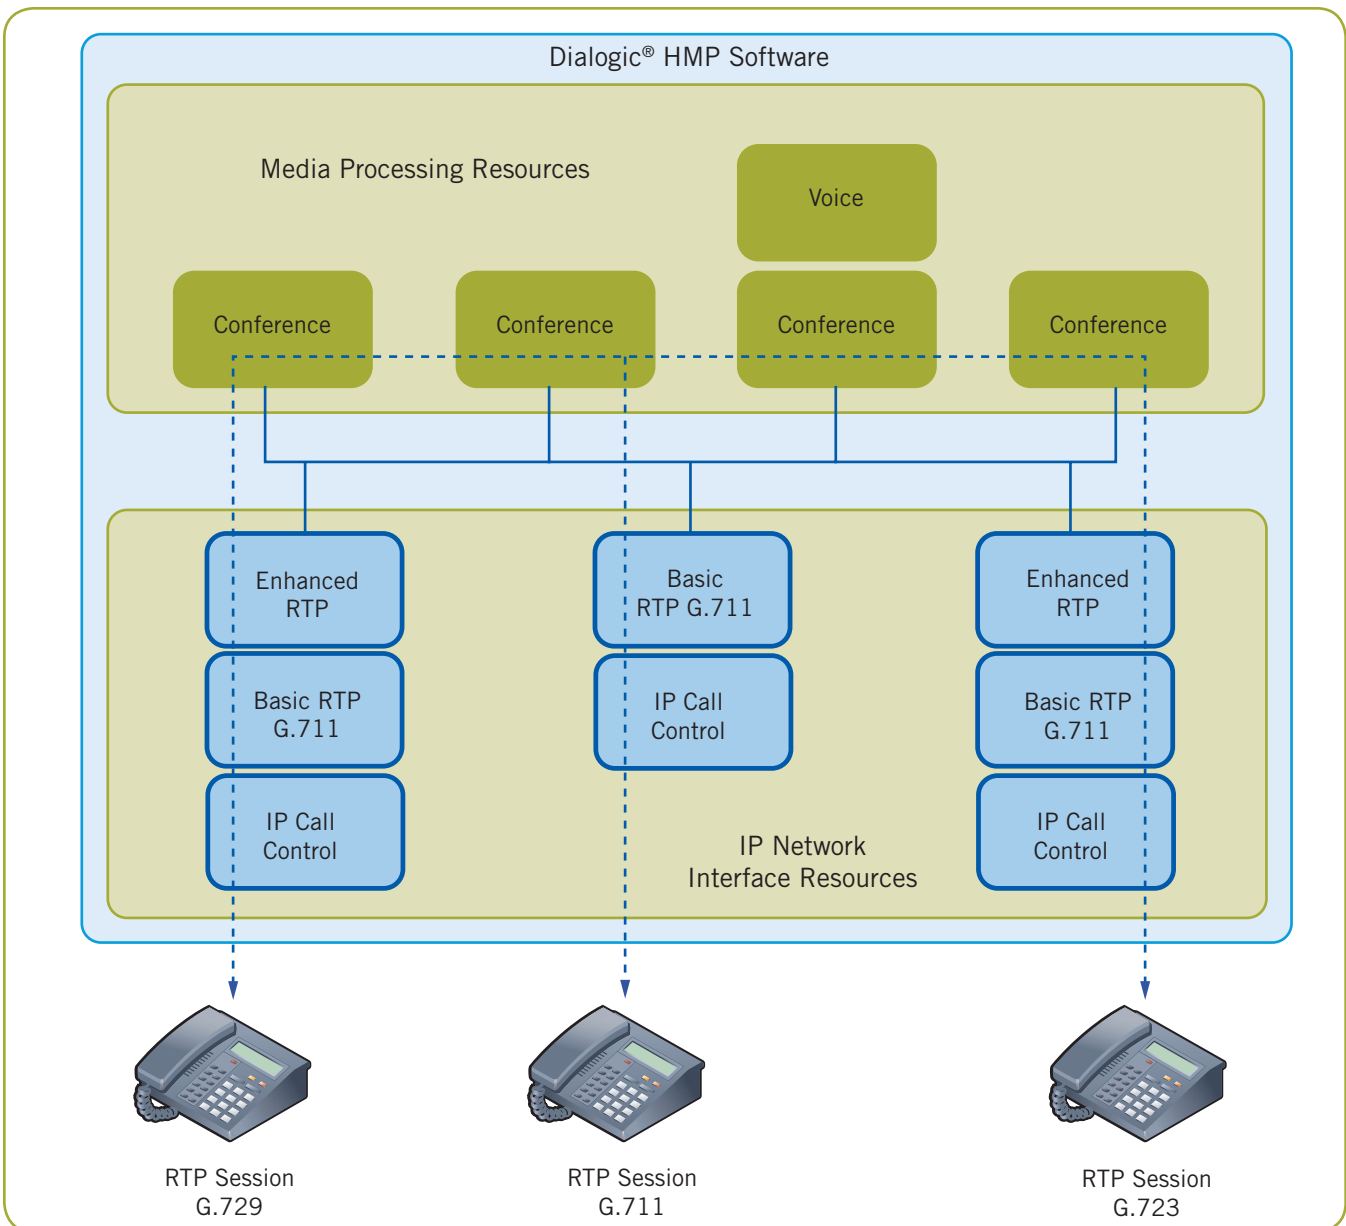 Dialogic® HMP Software
Media Processing Resources
Voice
Conference
Conference
Conference
Conference
Enhanced
RTP
Basic
RTP G.711
Enhanced
RTP
Basic RTP
G.711
IP Call
Control
Basic RTP
G.711
IP Call
Control
IP Call
Control
IP Network
Interface Resources
RTP Session
G.729
RTP Session
G.711
RTP Session
G.723